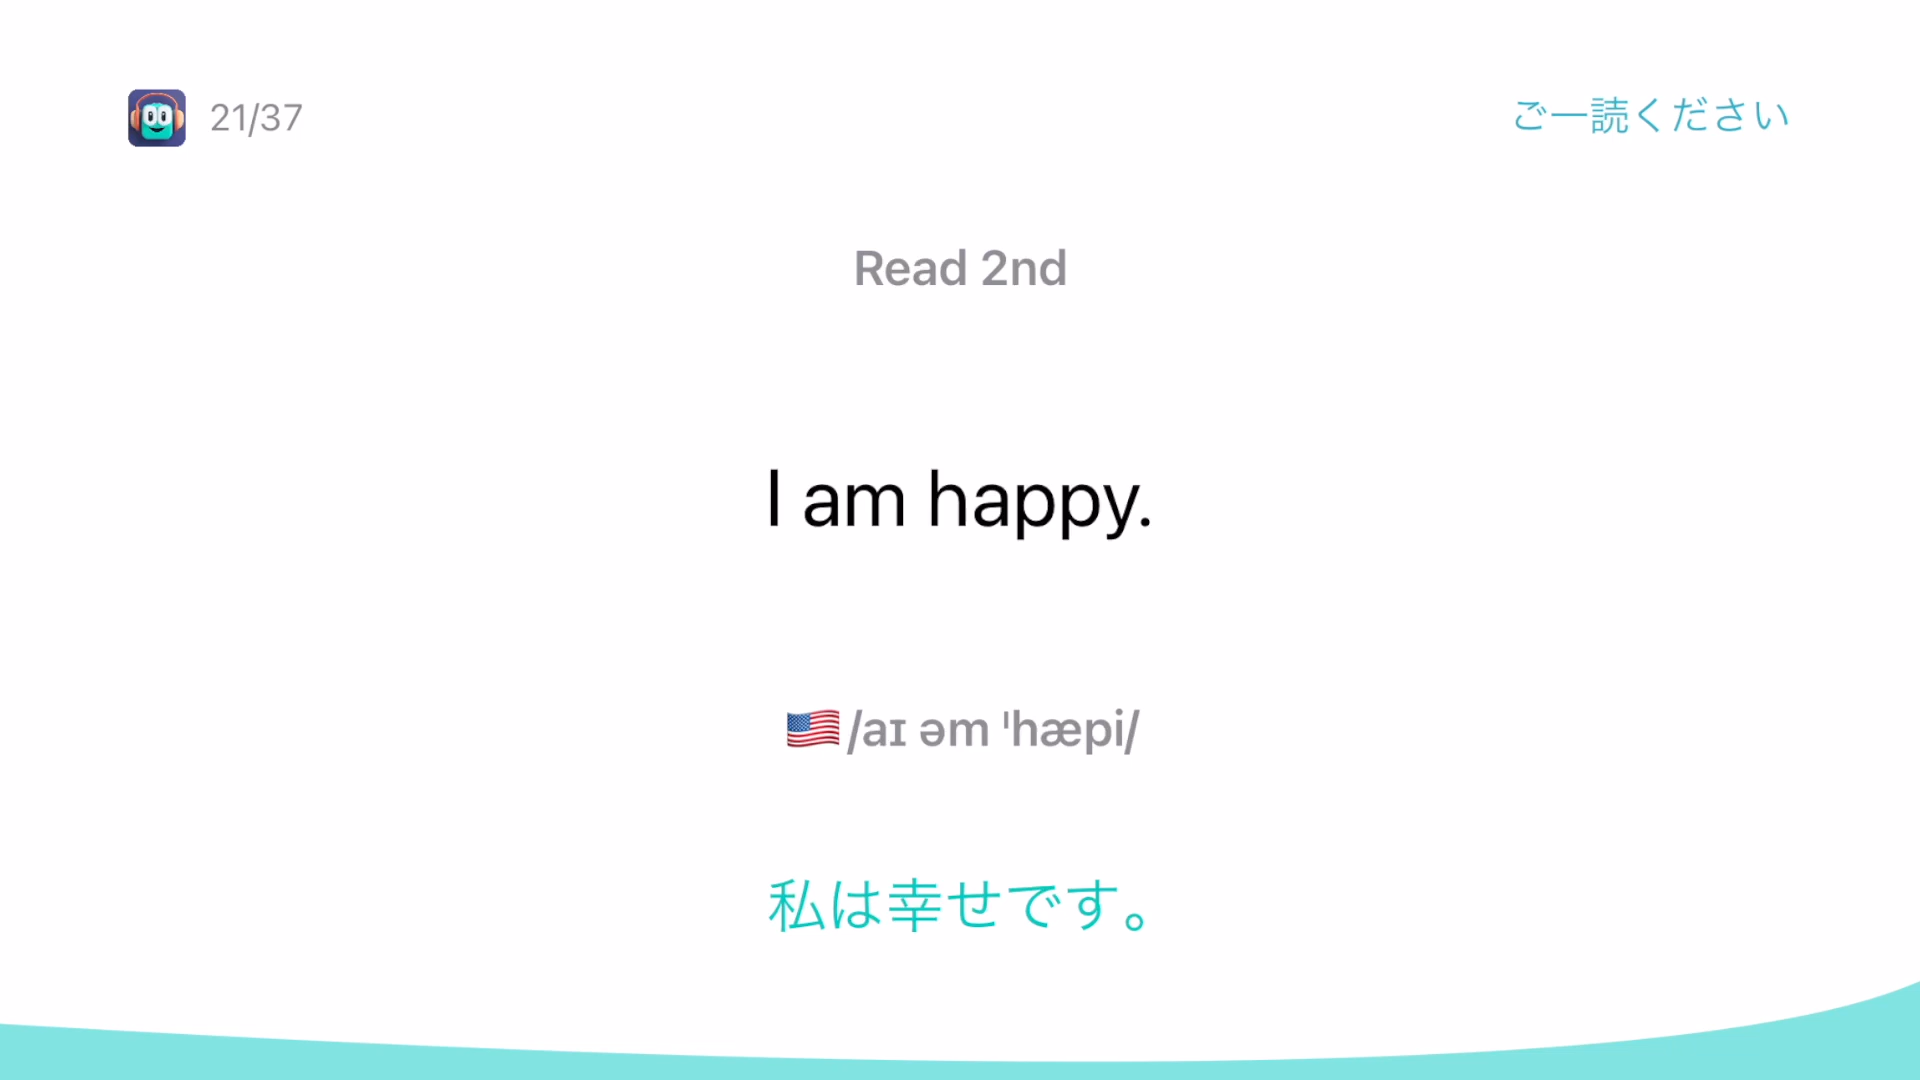 21/37
ご一読ください
Read 2nd
I am happy.
🇺🇸/aɪ əm ˈhæpi/
私は幸せです。